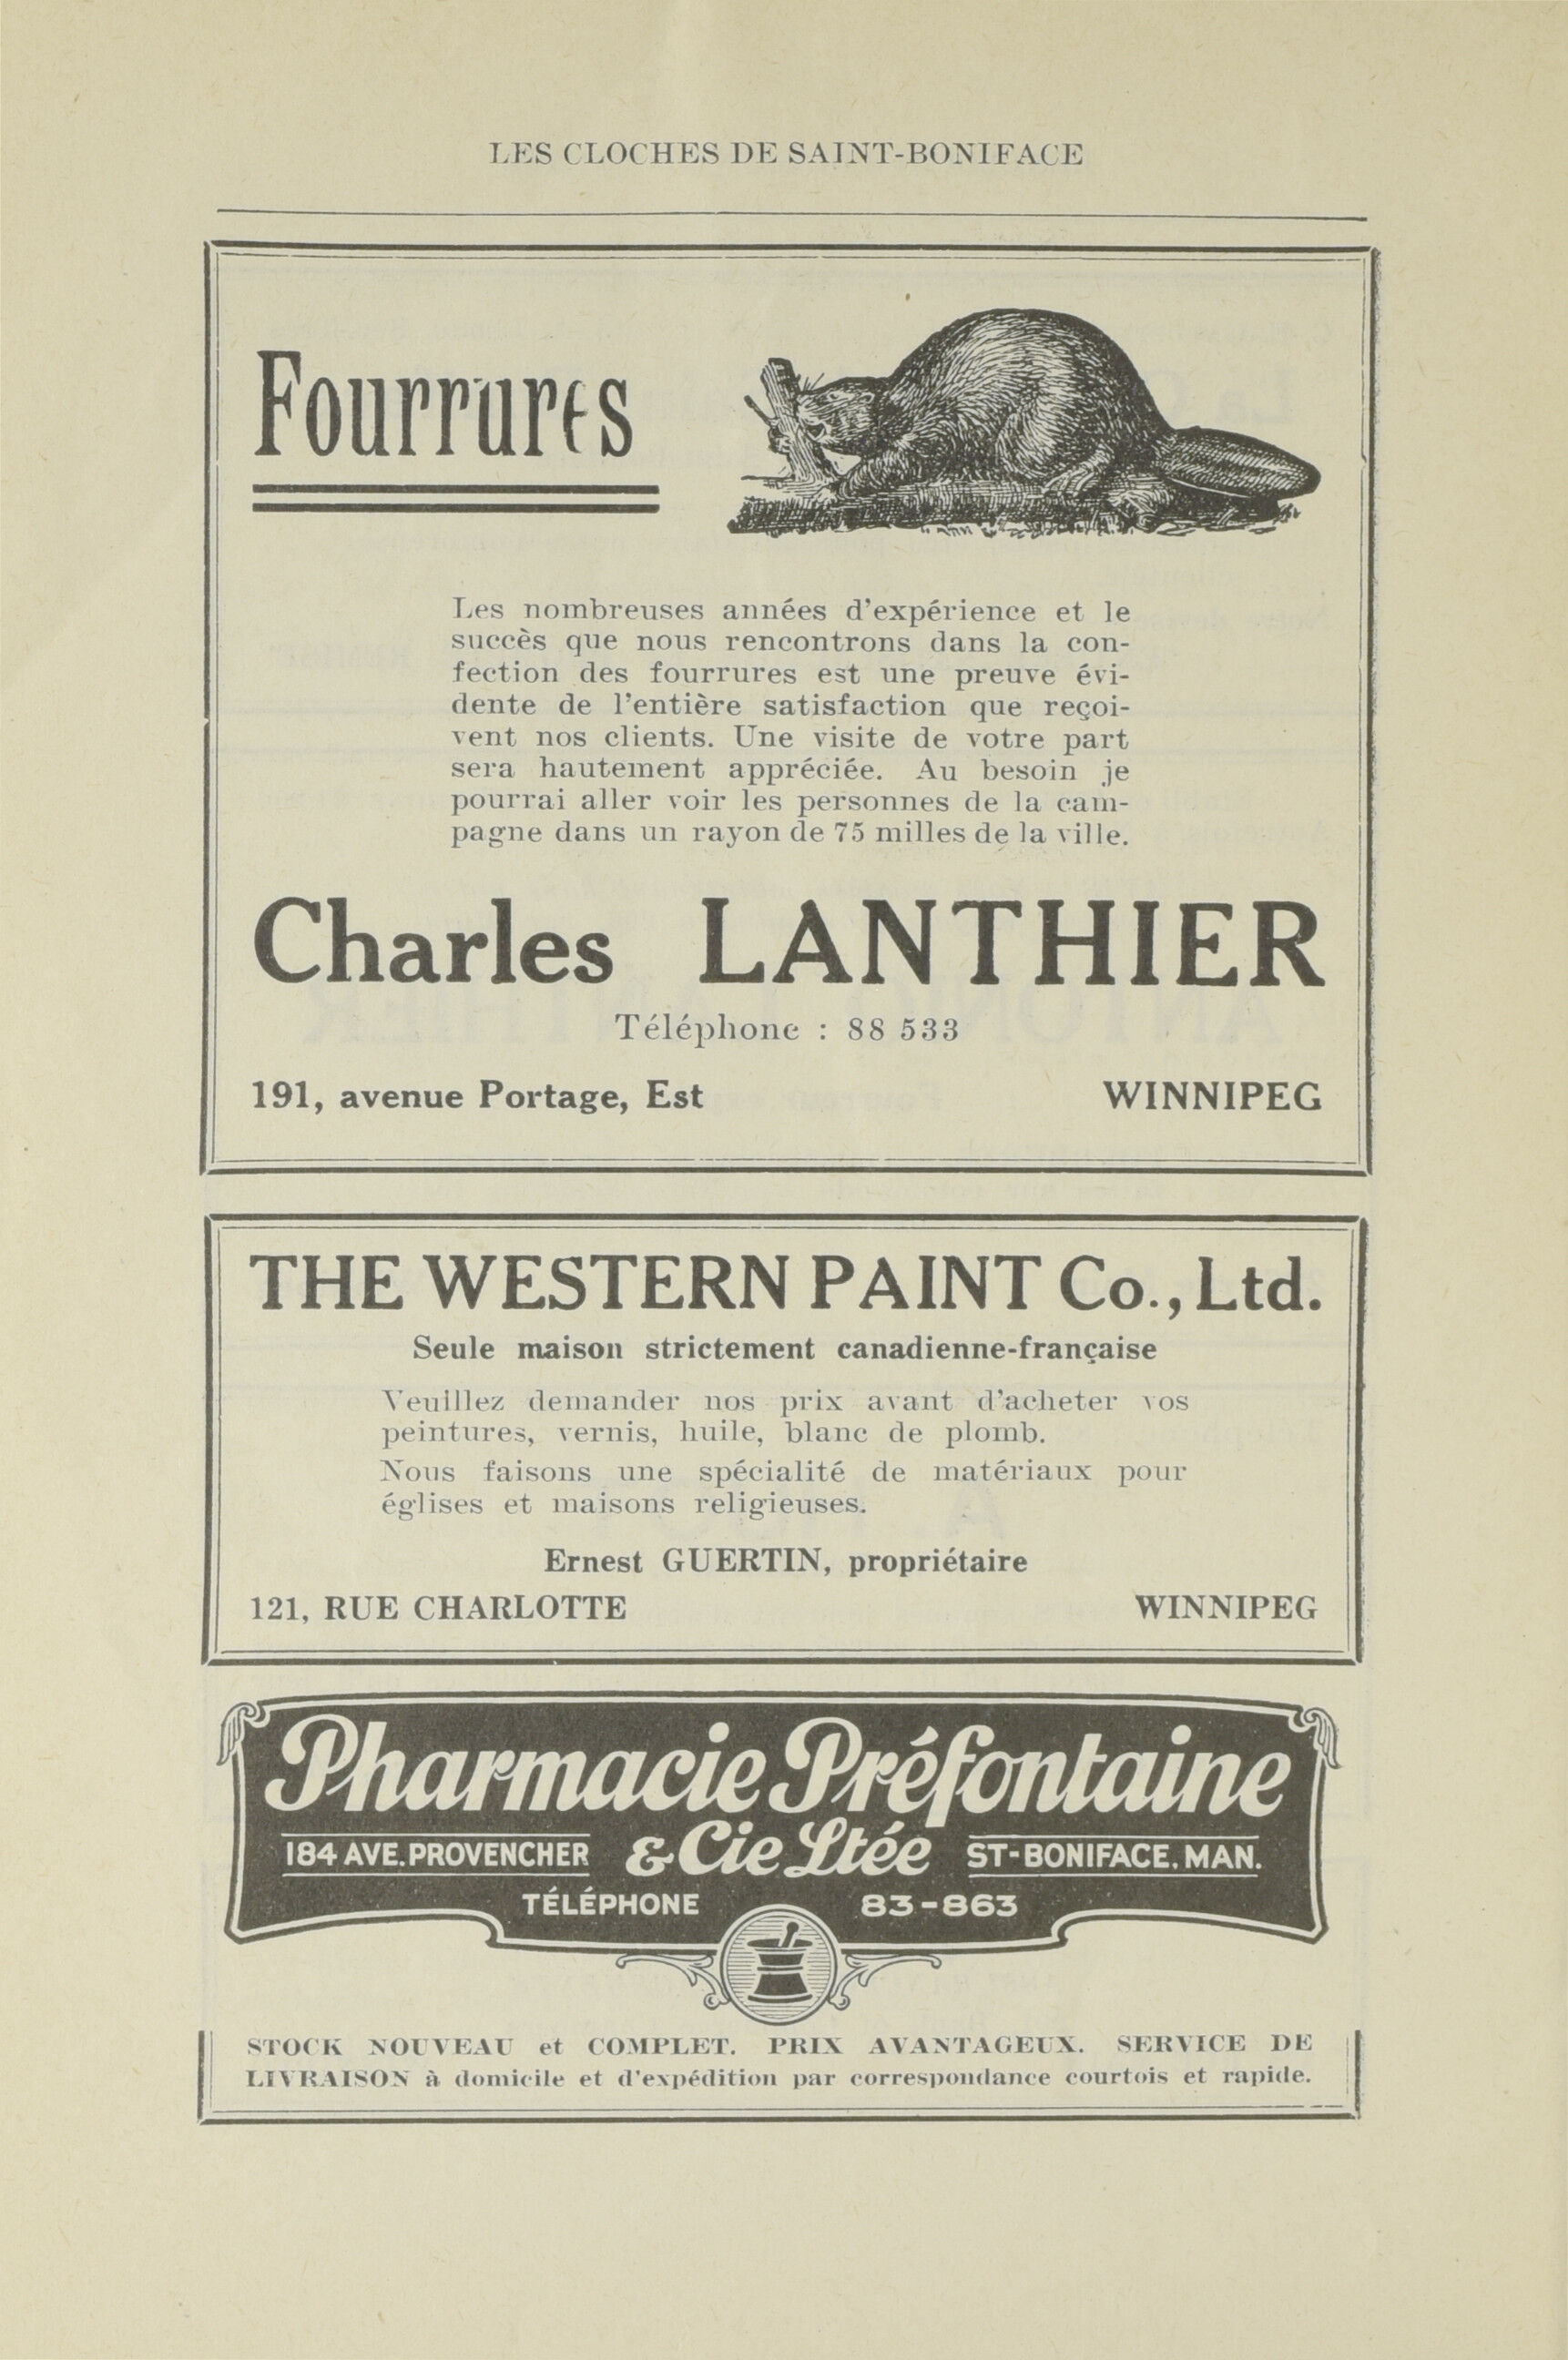 LES CLOCHES DE SAINT-BONIFACE
Fourrures
Les nombreuses années d'expérience et le
succès que nous rencontrons dans la con-
fection des fourrures est une preuve évi-
dente de l'entière satisfaction que reçoi-
vent nos clients. Une visite de votre part
sera hautement appréciée. Au besoin je
pourrai aller voir les personnes de la cam-
pagne dans un rayon de 75 milles de la ville.
Charles LANTHIER
Téléphone : 88 533
191, avenue Portage, Est WINNIPEG
THE WESTERN PAINT Co., Ltd.
Seule maison strictement canadienne-française
Veuillez demander nos prix avant d'acheter vos
peintures, vernis, huile, blanc de plomb.
Nous faisons une spécialité de matériaux pour
églises et maisons religieuses.
Ernest GUERTIN, propriétaire
121, RUE CHARLOTTE WINNIPEG
Pharmacie Préfontaine
184 AVE. PROVENCHER & Cie Ltée ST-BONIFACE. MAN.
TÉLÉPHONE 83-863
STOCK NOUVEAU et COMPLET. PRIX AVANTAGEUX. SERVICE DE
LIVRAISON à domicile et d'expédition par correspondance courtois et rapide.